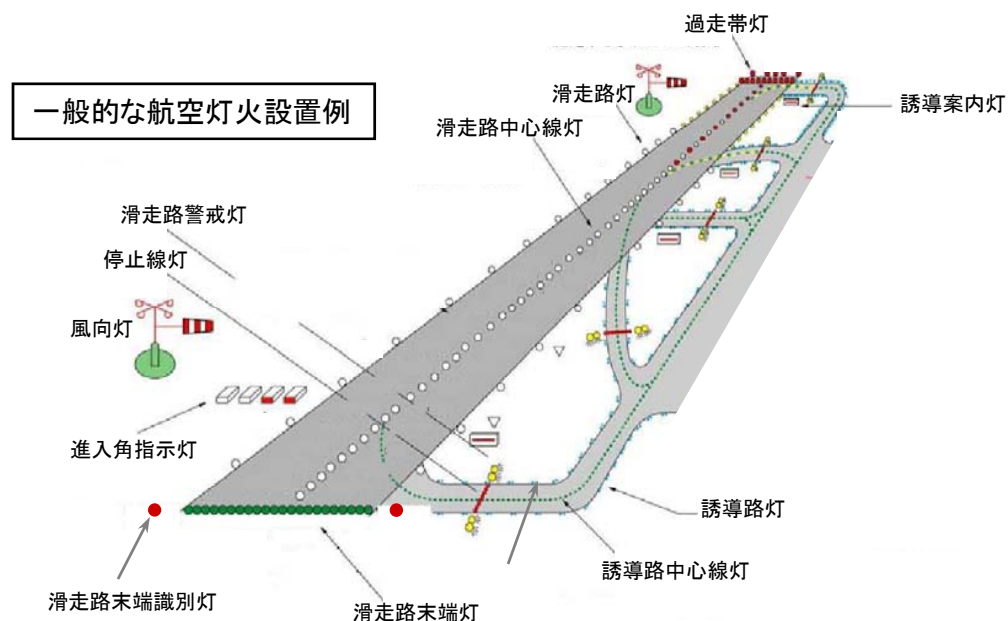 過走帯灯
一般的な航空灯火設置例
滑走路灯
誘導案内灯
滑走路中心線灯
滑走路警戒灯
停止線灯
風向灯
進入角指示灯
誘導路灯
誘導路中心線灯
滑走路末端識別灯
滑走路末端灯